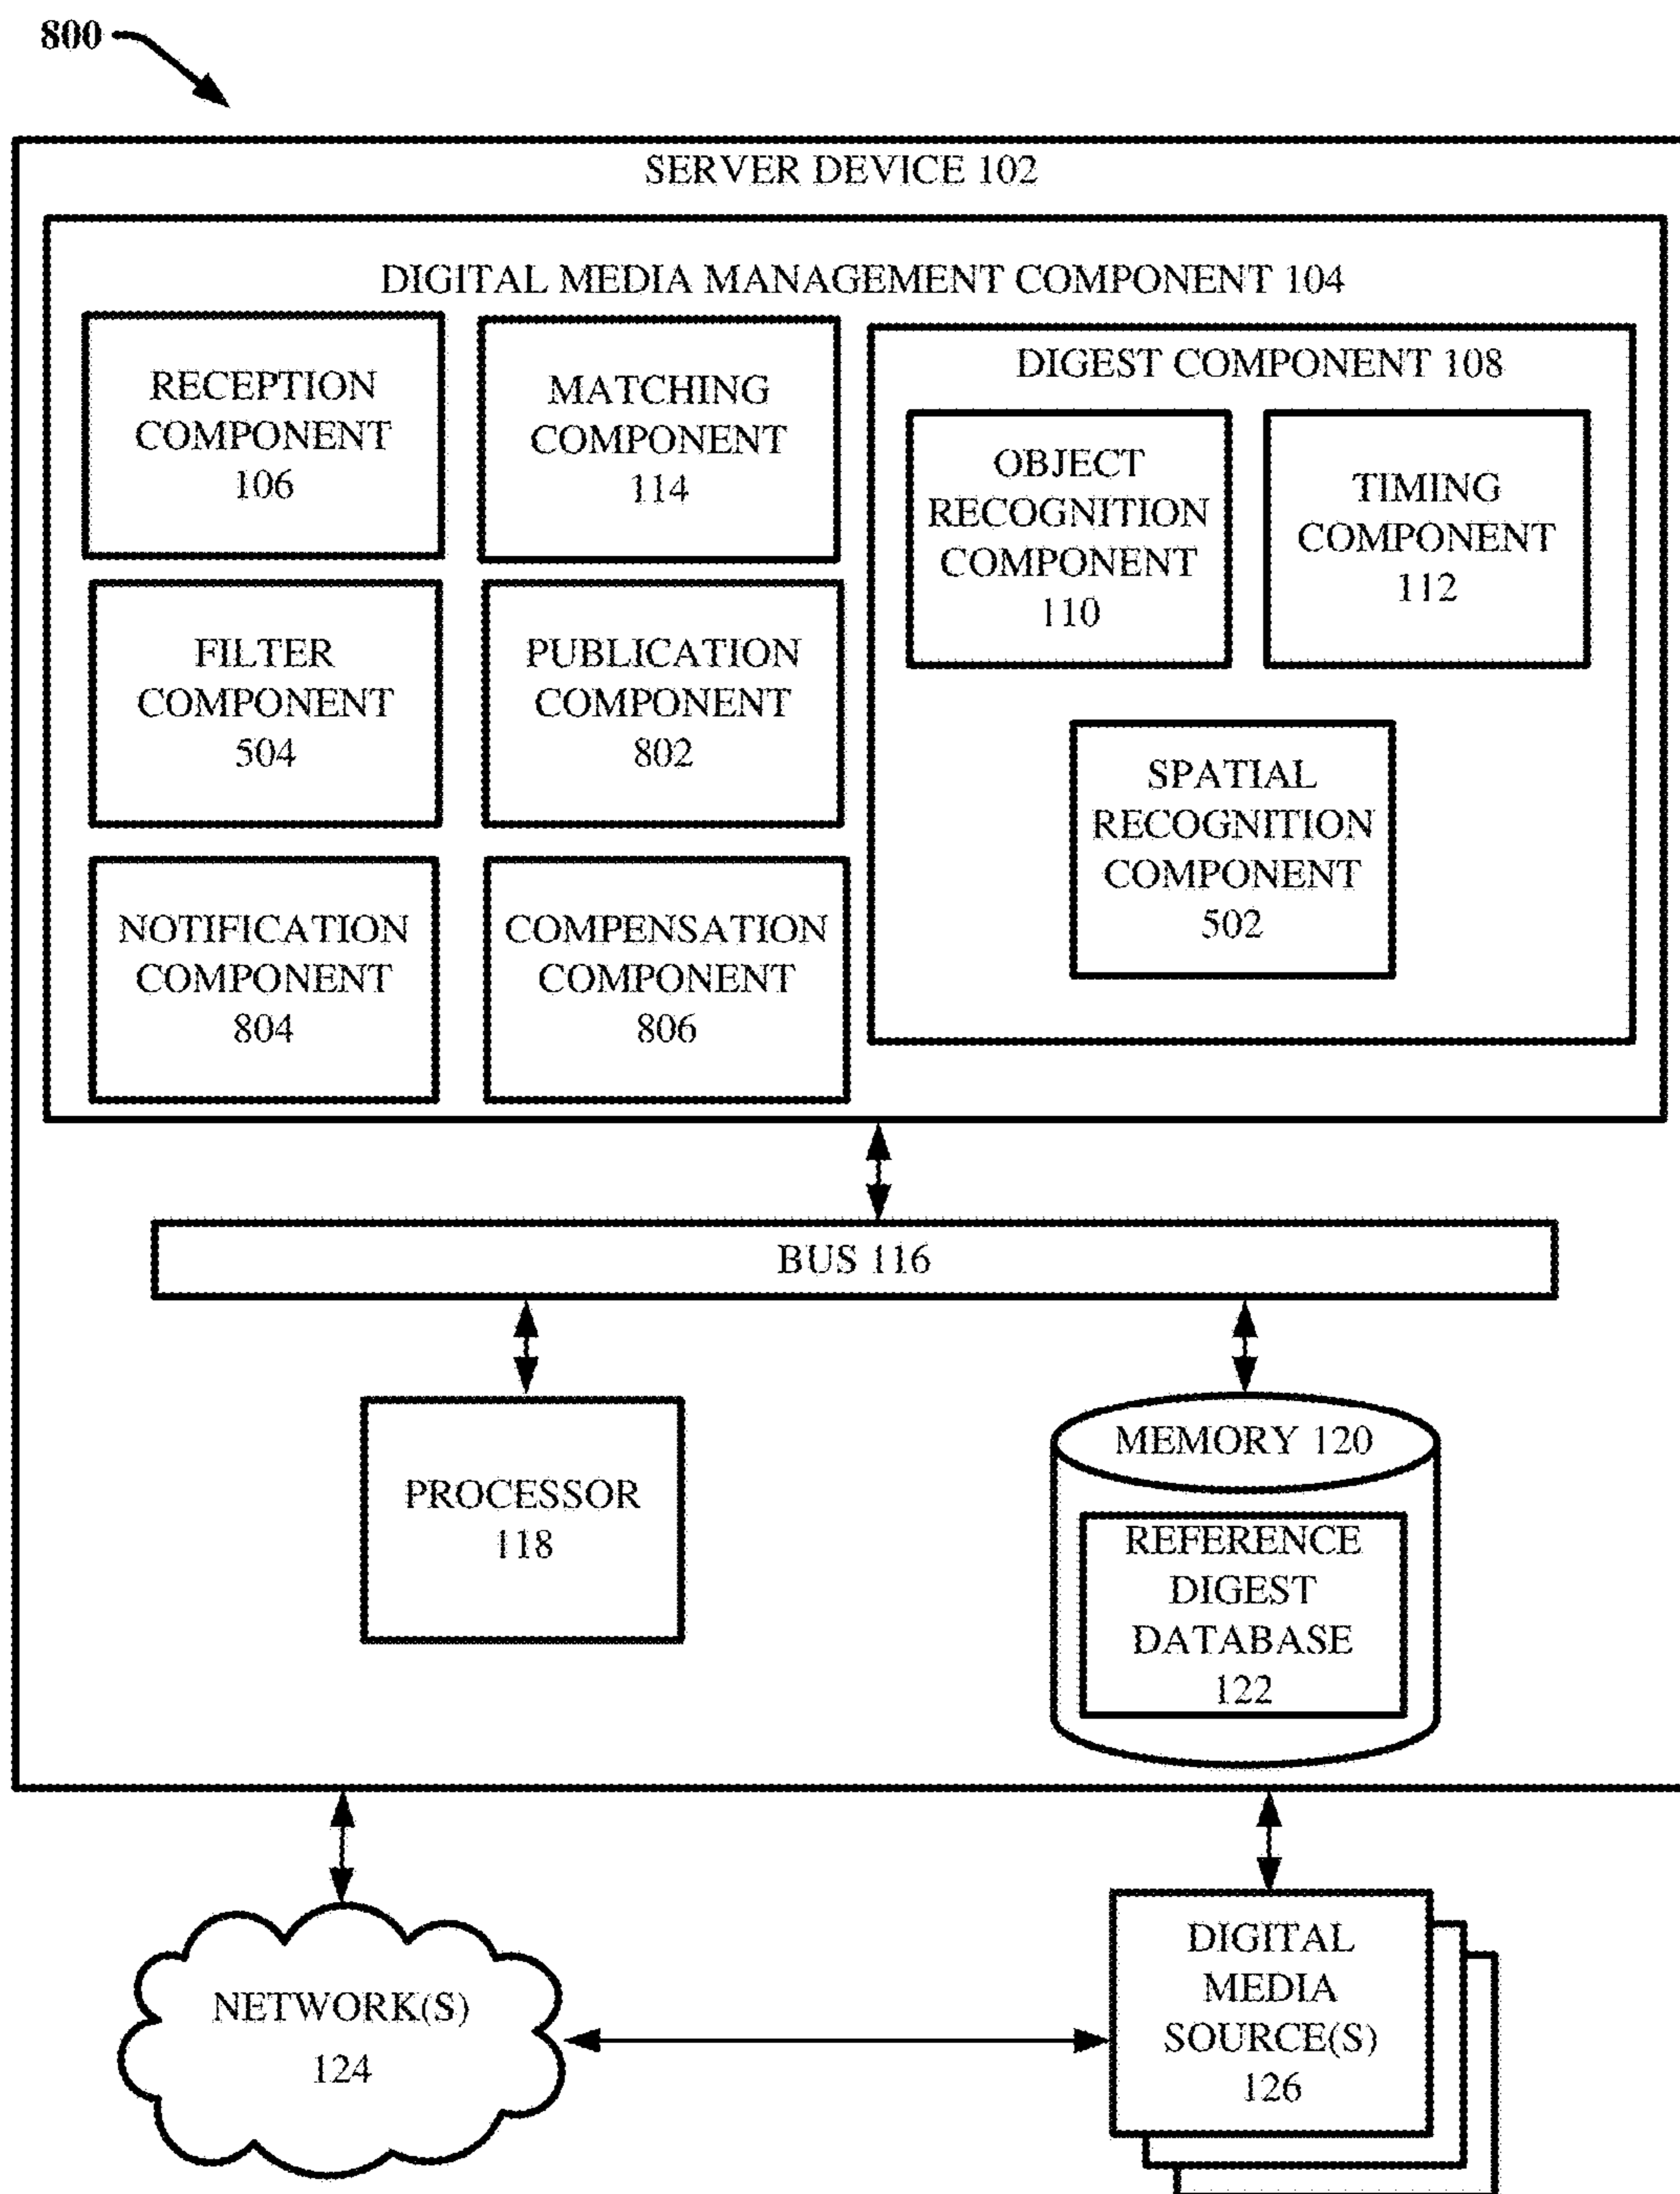 800
SERVER DEVICE 102
DIGITAL MEDIA MANAGEMENT COMPONENT 104
RECEPTION
COMPONENT
106
MATCHING
COMPONENT
114
DIGEST COMPONENT 108
OBJECT
RECOGNITION
COMPONENT
110
TIMING
COMPONENT
112
FILTER
COMPONENT
504
PUBLICATION
COMPONENT
802
SPATIAL
RECOGNITION
COMPONENT
502
NOTIFICATION
COMPONENT
804
COMPENSATION
COMPONENT
806
BUS 116
PROCESSOR
118
MEMORY 120
REFERENCE
DIGEST
DATABASE
122
NETWORK(S)
124
DIGITAL
MEDIA
SOURCE(S)
126